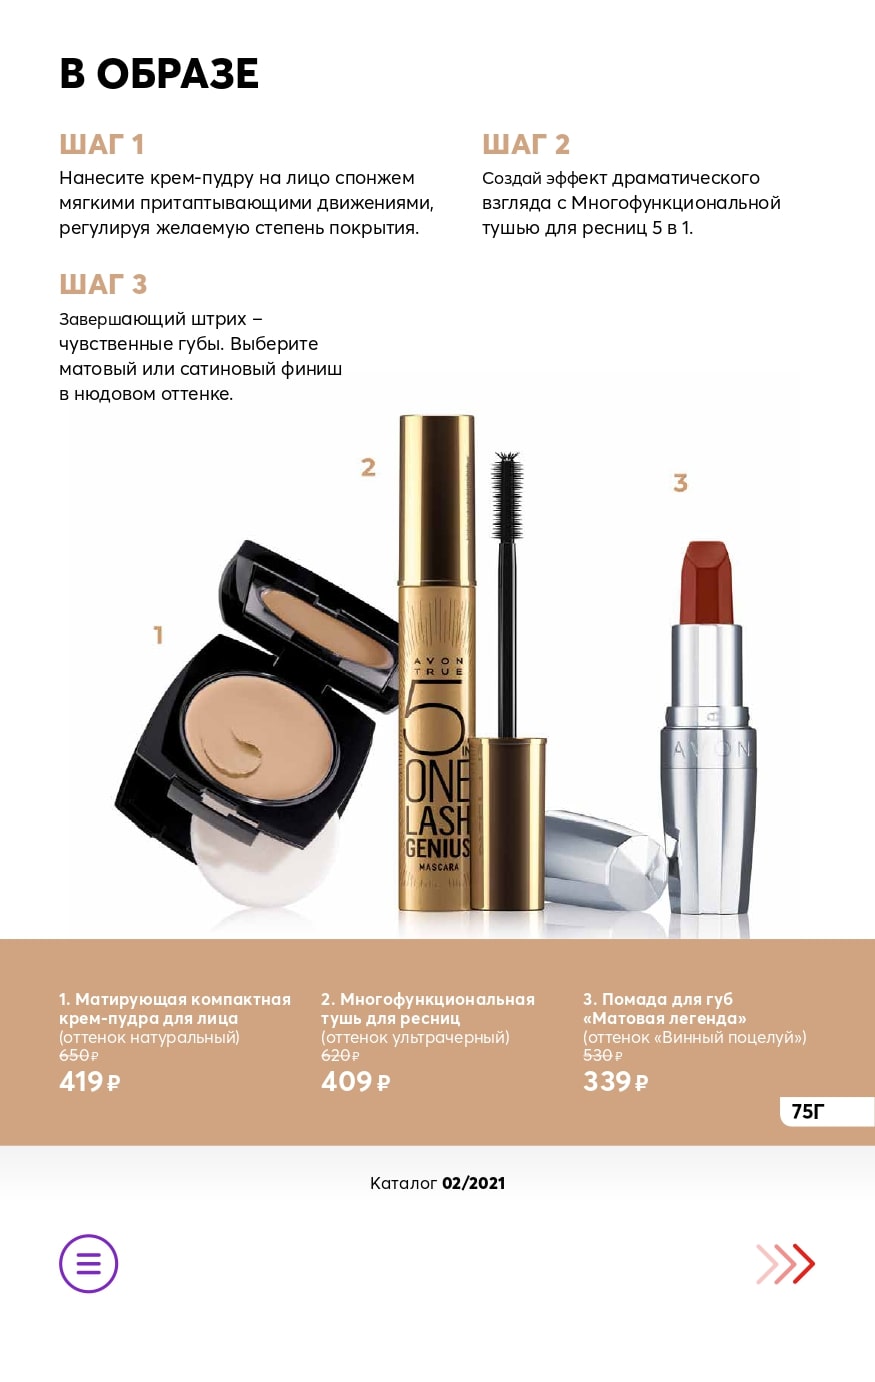 В ОБРАЗЕ
ШАГ 1
Нанесите крем-пудру на лицо спонжем
мягкими притаптывающими движениями,
регулируя желаемую степень покрытия.
ШАГ 2
Создай эффект драматического
взгляда с Многофункциональной
тушью для ресниц 5 в 1.
ШАГ 3
Завершающий штрих –
чувственные губы. Выберите
матовый или сатиновый финиш
в нюдовом оттенке.
1
2
3
AVON
TRUE
5
IN
ONE
LASH
GENIUS
MASCARA
AVON
1. Матирующая компактная
крем-пудра для лица
(оттенок натуральный)
650 ₽
419 ₽
2. Многофункциональная
тушь для ресниц
(оттенок ультрачерный)
620 ₽
409 ₽
3. Помада для губ
«Матовая легенда»
(оттенок «Винный поцелуй»)
530 ₽
339 ₽
75Г
Каталог 02/2021